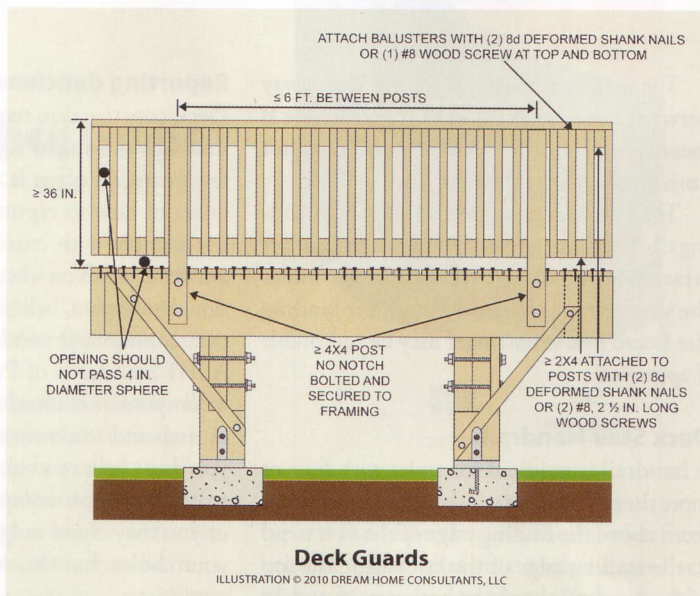 ATTACH BALUSTERS WITH (2) 8d DEFORMED SHANK NAILS
OR (1) #8 WOOD SCREW AT TOP AND BOTTOM
≤ 6 FT. BETWEEN POSTS
≥ 36 IN.
OPENING SHOULD
NOT PASS 4 IN.
DIAMETER SPHERE
≥ 4X4 POST
NO NOTCH
BOLTED AND
SECURED TO
FRAMING
≥ 2X4 ATTACHED TO
POSTS WITH (2) 8d
DEFORMED SHANK NAILS
OR (2) #8, 2 ½ IN. LONG
WOOD SCREWS
Deck Guards
ILLUSTRATION © 2010 DREAM HOME CONSULTANTS, LLC